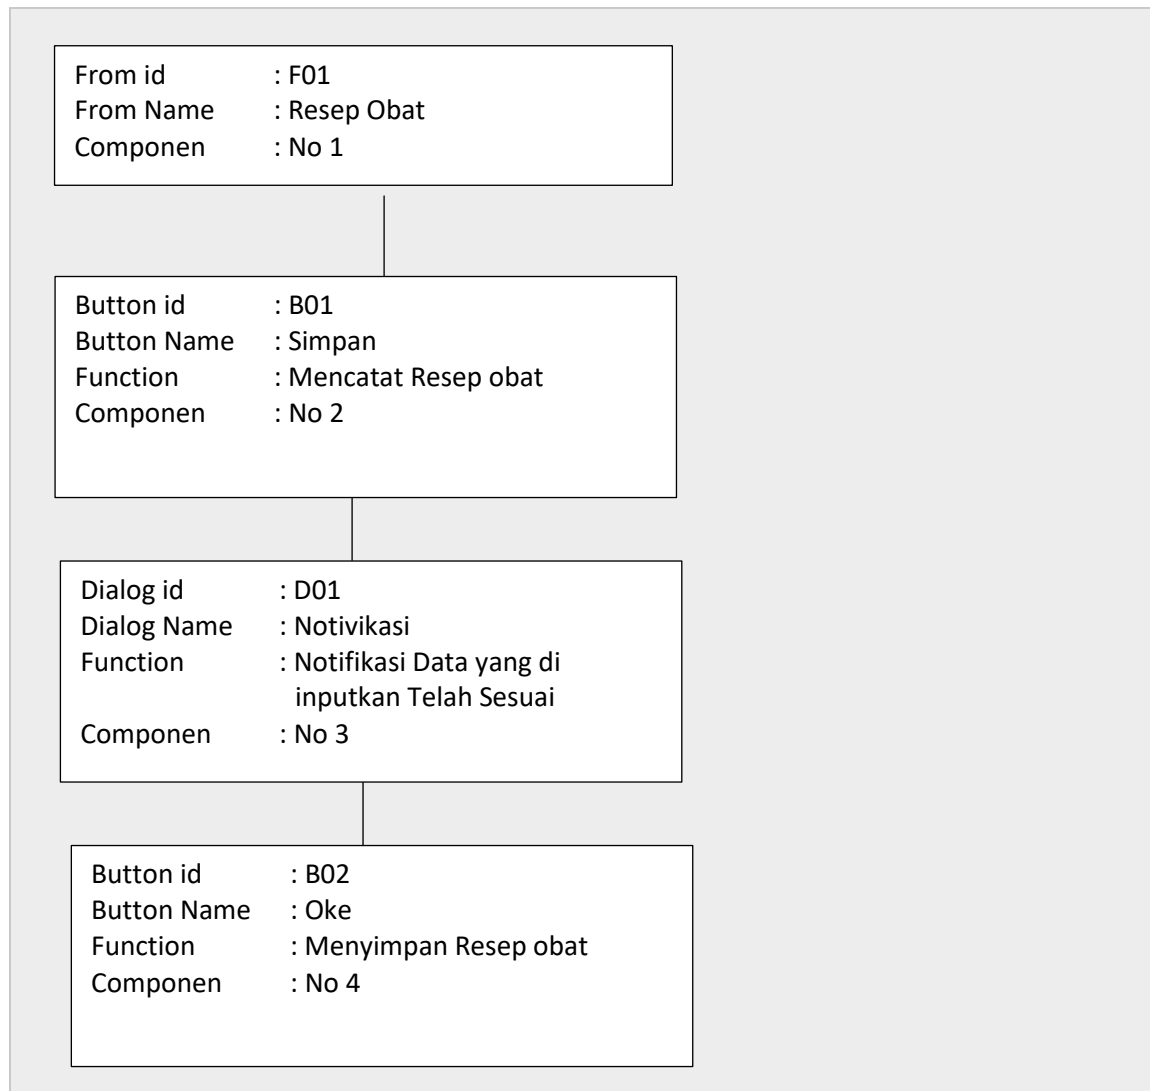 From id : F01
From Name : Resep Obat
Componen : No 1
Button id : B01
Button Name : Simpan
Function : Mencatat Resep obat
Componen : No 2
Dialog id : D01
Dialog Name : Notivikasi
Function : Notifikasi Data yang di
inputkan Telah Sesuai
Componen : No 3
Button id : B02
Button Name : Oke
Function : Menyimpan Resep obat
Componen : No 4